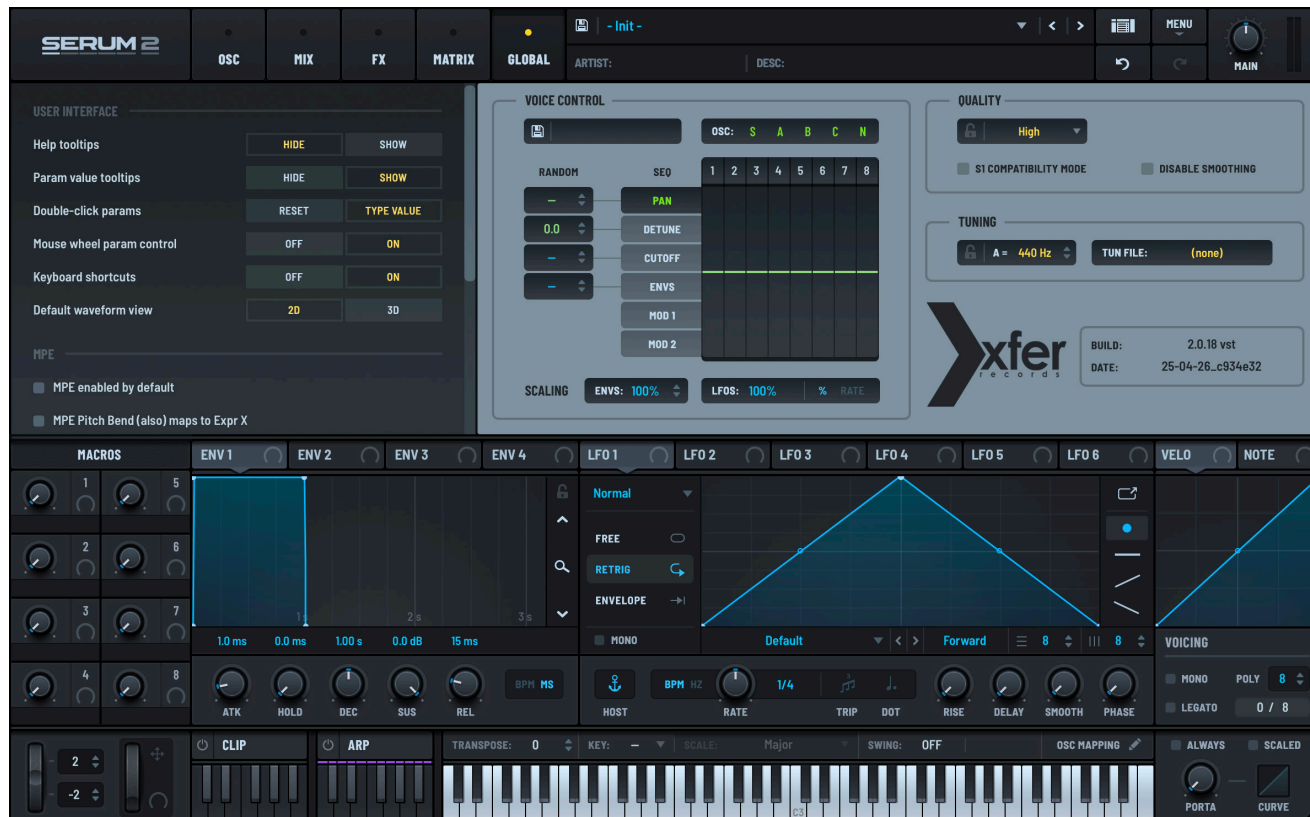 SERUM 2
OSC MIX FX MATRIX GLOBAL
- Init -
MENU
ARTIST: DESC:
MAIN
USER INTERFACE
Help tooltips HIDE SHOW
Param value tooltips HIDE SHOW
Double-click params RESET TYPE VALUE
Mouse wheel param control OFF ON
Keyboard shortcuts OFF ON
Default waveform view 2D 3D
MPE
MPE enabled by default
MPE Pitch Bend (also) maps to Expr X
VOICE CONTROL
OSC: S A B C N
RANDOM SEQ 1 2 3 4 5 6 7 8
– PAN
0.0 DETUNE
– CUTOFF
– ENVS
MOD 1
MOD 2
SCALING ENVS: 100% LFOS: 100% % RATE
QUALITY
High
S1 COMPATIBILITY MODE DISABLE SMOOTHING
TUNING
A = 440 Hz TUN FILE: (none)
xfer
records
BUILD: 2.0.18 vst
DATE: 25-04-26_c934e32
MACROS ENV 1 ENV 2 ENV 3 ENV 4 LFO 1 LFO 2 LFO 3 LFO 4 LFO 5 LFO 6 VELO NOTE
1 5
2 6
3 7
4 8
1s 2s 3s
1.0 ms 0.0 ms 1.00 s 0.0 dB 15 ms
ATK HOLD DEC SUS REL
BPM MS
Normal
FREE
RETRIG
ENVELOPE
MONO
Default Forward 8 8
HOST
BPM HZ
RATE
1/4
TRIP DOT
RISE DELAY SMOOTH PHASE
VOICING
MONO POLY 8
LEGATO 0 / 8
2
-2
CLIP ARP
TRANSPOSE: 0 KEY: – SCALE: Major SWING: OFF OSC MAPPING
C3
ALWAYS SCALED
PORTA CURVE